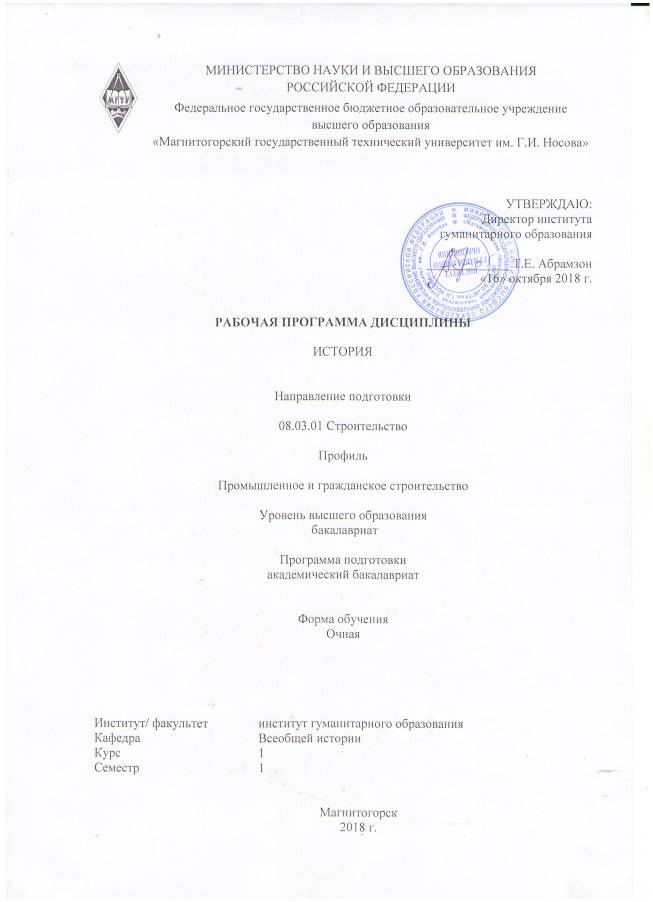 МГТУ
МИНИСТЕРСТВО НАУКИ И ВЫСШЕГО ОБРАЗОВАНИЯ
РОССИЙСКОЙ ФЕДЕРАЦИИ
Федеральное государственное бюджетное образовательное учреждение
высшего образования
«Магнитогорский государственный технический университет им. Г.И. Носова»
УТВЕРЖДАЮ:
Директор института
гуманитарного образования
Т.Е. Абрамзон
«16» октября 2018 г.
РАБОЧАЯ ПРОГРАММА ДИСЦИПЛИНЫ
ИСТОРИЯ
Направление подготовки
08.03.01 Строительство
Профиль
Промышленное и гражданское строительство
Уровень высшего образования
бакалавриат
Программа подготовки
академический бакалавриат
Форма обучения
Очная
Институт/ факультет институт гуманитарного образования
Кафедра Всеобщей истории
Курс 1
Семестр 1
Магнитогорск
2018 г.